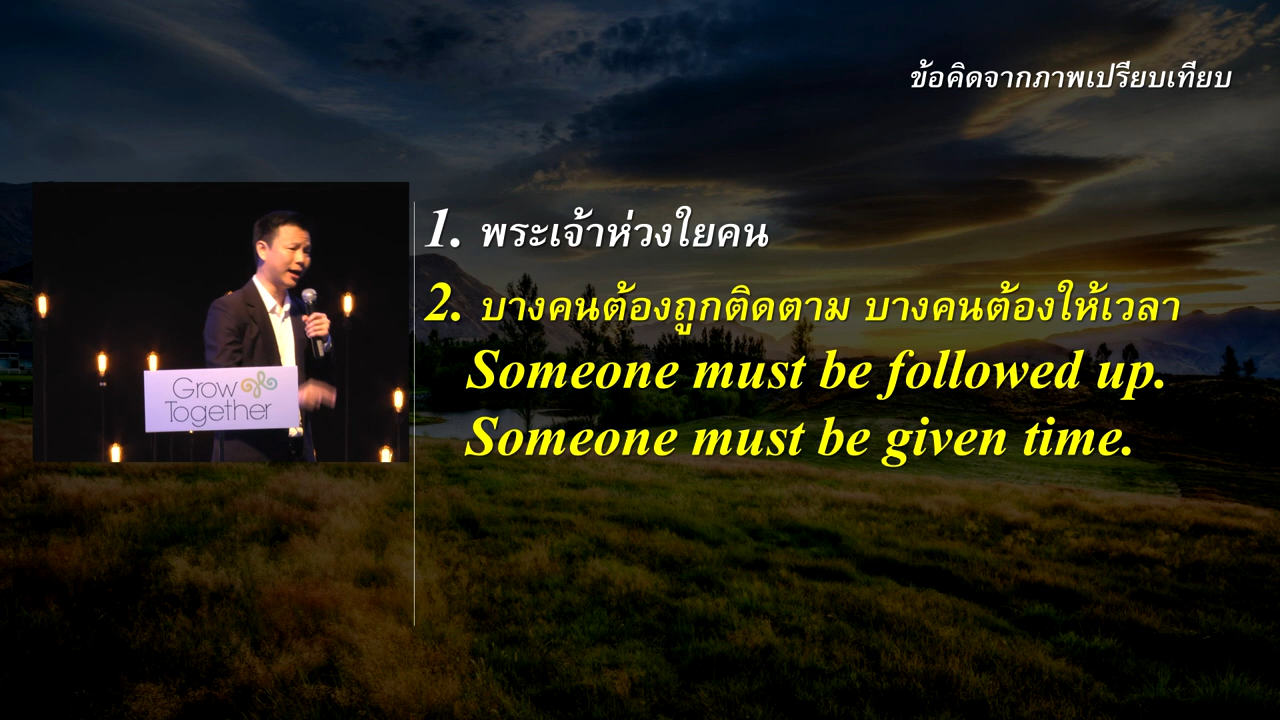 ข้อคิดจากภาพเปรียบเทียบ
1. พระเจ้าห่วงใยคน
2. บางคนต้องถูกติดตาม บางคนต้องให้เวลา
Someone must be followed up.
Someone must be given time.
Grow
Together